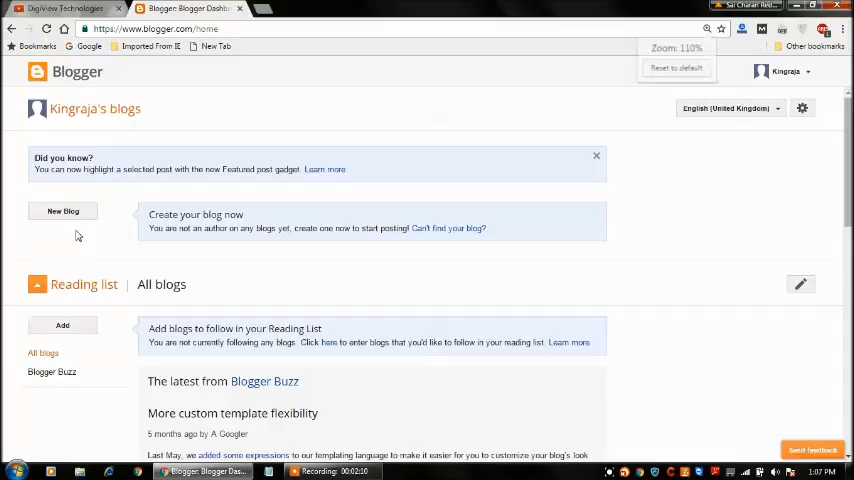 DigiView Technologies
Blogger: Blogger Dashb
Sai Charan Red...
https://www.blogger.com/home
Bookmarks
Google
Imported From IE
New Tab
Other bookmarks
Zoom: 110%
Reset to default
Blogger
Kingraja
Kingraja's blogs
English (United Kingdom)
Did you know?
You can now highlight a selected post with the new Featured post gadget. Learn more
New Blog
Create your blog now
You are not an author on any blogs yet, create one now to start posting! Can't find your blog?
Reading list | All blogs
Add
Add blogs to follow in your Reading List
You are not currently following any blogs. Click here to enter blogs that you'd like to follow in your reading list. Learn more
All blogs
Blogger Buzz
The latest from Blogger Buzz
More custom template flexibility
5 months ago by A Googler
Last May, we added some expressions to our templating language to make it easier for you to customize your blog's look
Send feedback
Blogger: Blogger Das...
Recording: 00:02:10
1:07 PM